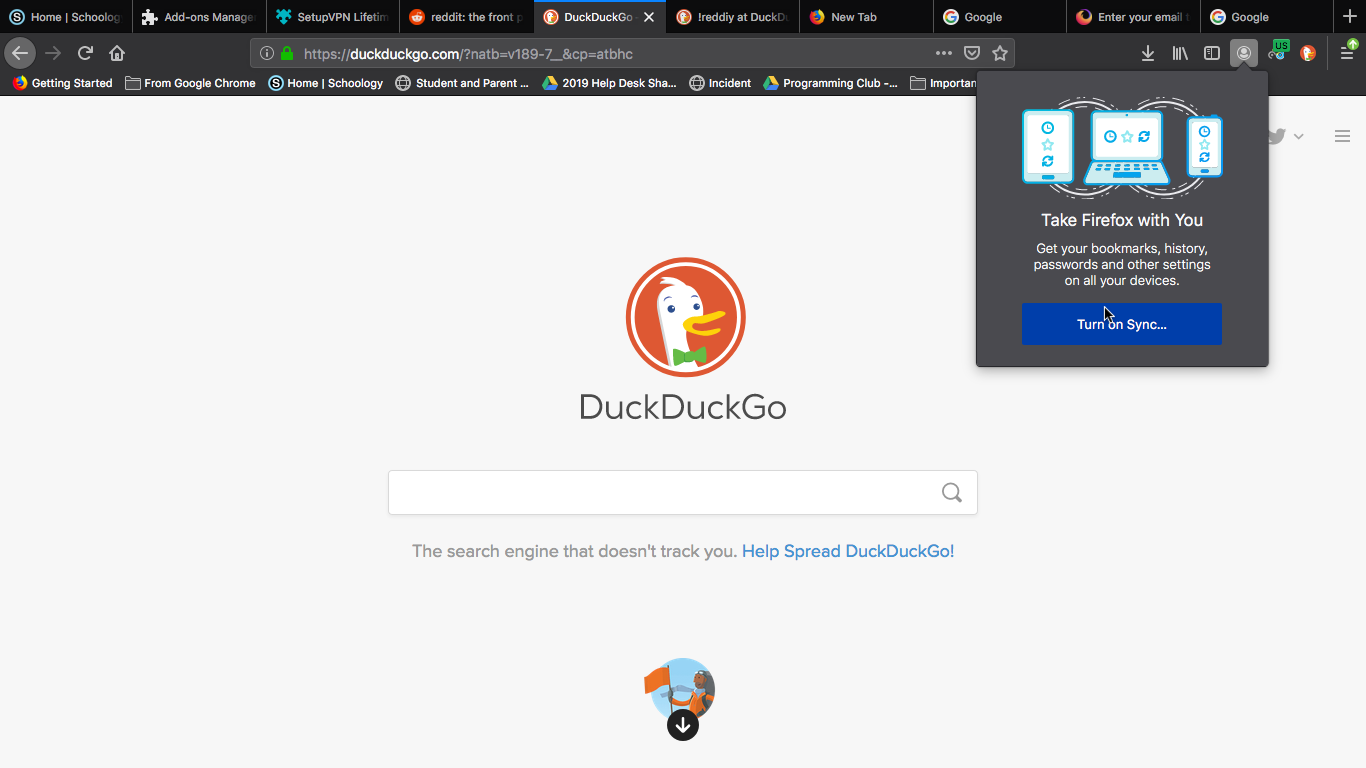 Home | Schoolog
Add-ons Manage
SetupVPN Lifetim
reddit: the front p
DuckDuckGo
!reddiy at DuckDu
New Tab
Google
Enter your email t
Google
https://duckduckgo.com/?natb=v189-7__&cp=atbhc
US
Getting Started
From Google Chrome
Home | Schoology
Student and Parent ...
2019 Help Desk Sha...
Incident
Programming Club -...
Importan
Take Firefox with You
Get your bookmarks, history,
passwords and other settings
on all your devices.
Turn on Sync...
DuckDuckGo
The search engine that doesn't track you. Help Spread DuckDuckGo!